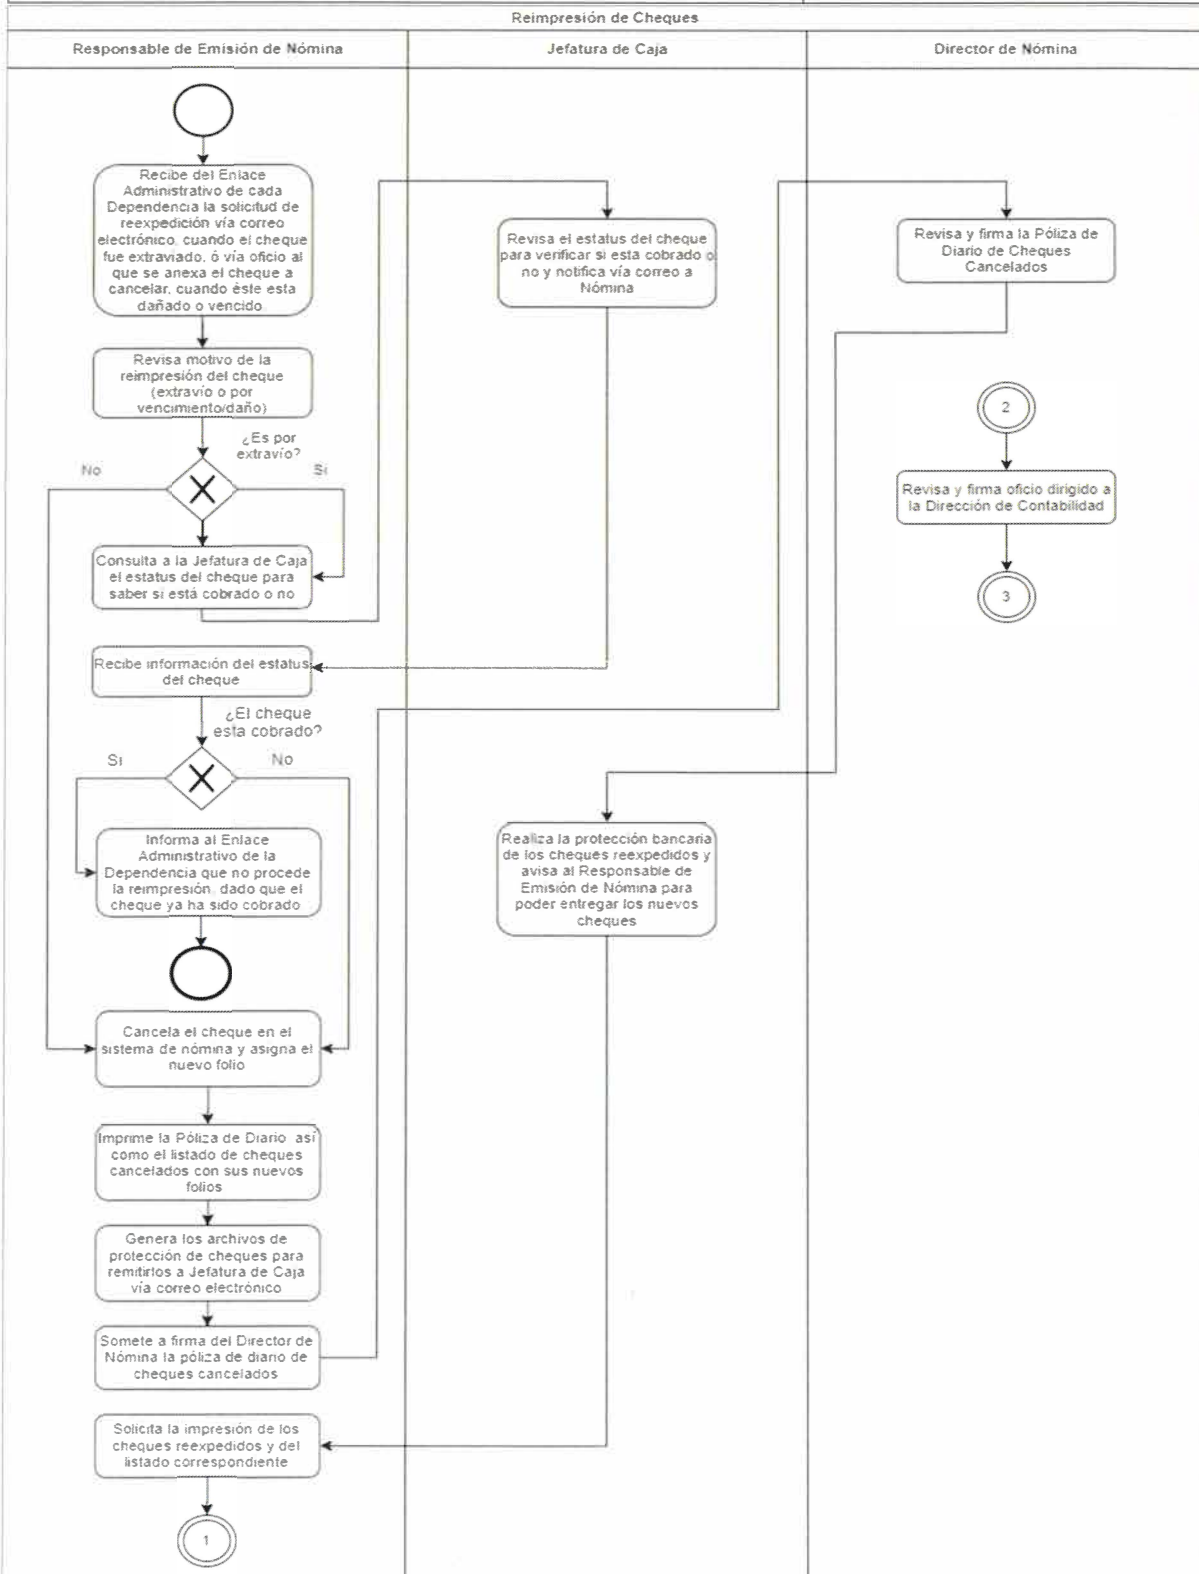 Reimpresión de Cheques
Responsable de Emisión de Nómina
Jefatura de Caja
Director de Nómina
Recibe del Enlace
Administrativo de cada
Dependencia la solicitud de
reexpedición vía correo
electrónico, cuando el cheque
fue extraviado, ó vía oficio al
que se anexa el cheque a
cancelar, cuando éste esta
dañado o vencido
Revisa motivo de la
reimpresión del cheque
(extravío o por
vencimiento/daño)
¿Es por
extravío?
No
Si
Consulta a la Jefatura de Caja
el estatus del cheque para
saber si está cobrado o no
Recibe información del estatus
del cheque
¿El cheque
esta cobrado?
Si
No
Informa al Enlace
Administrativo de la
Dependencia que no procede
la reimpresión, dado que el
cheque ya ha sido cobrado
Cancela el cheque en el
sistema de nómina y asigna el
nuevo folio
Imprime la Póliza de Diario así
como el listado de cheques
cancelados con sus nuevos
folios
Genera los archivos de
protección de cheques para
remitirlos a Jefatura de Caja
vía correo electrónico
Somete a firma del Director de
Nómina la póliza de diario de
cheques cancelados
Solicita la impresión de los
cheques reexpedidos y del
listado correspondiente
1
Revisa el estatus del cheque
para verificar si esta cobrado o
no y notifica vía correo a
Nómina
Realiza la protección bancaria
de los cheques reexpedidos y
avisa al Responsable de
Emisión de Nómina para
poder entregar los nuevos
cheques
Revisa y firma la Póliza de
Diario de Cheques
Cancelados
2
Revisa y firma oficio dirigido a
la Dirección de Contabilidad
3